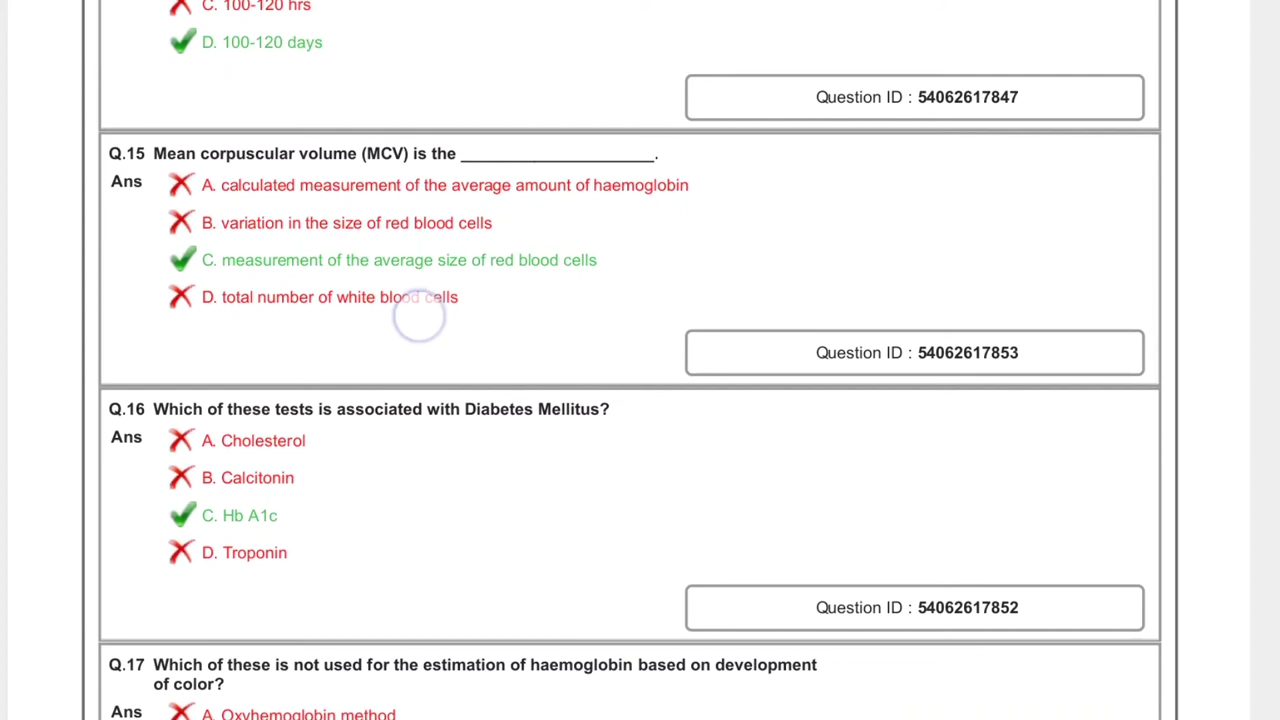 C. 100-120 hrs
D. 100-120 days
Question ID : 54062617847
Q.15 Mean corpuscular volume (MCV) is the _____________________.
Ans A. calculated measurement of the average amount of haemoglobin
B. variation in the size of red blood cells
C. measurement of the average size of red blood cells
D. total number of white blood cells
Question ID : 54062617853
Q.16 Which of these tests is associated with Diabetes Mellitus?
Ans A. Cholesterol
B. Calcitonin
C. Hb A1c
D. Troponin
Question ID : 54062617852
Q.17 Which of these is not used for the estimation of haemoglobin based on development
of color?
Ans A. Oxyhemoglobin method